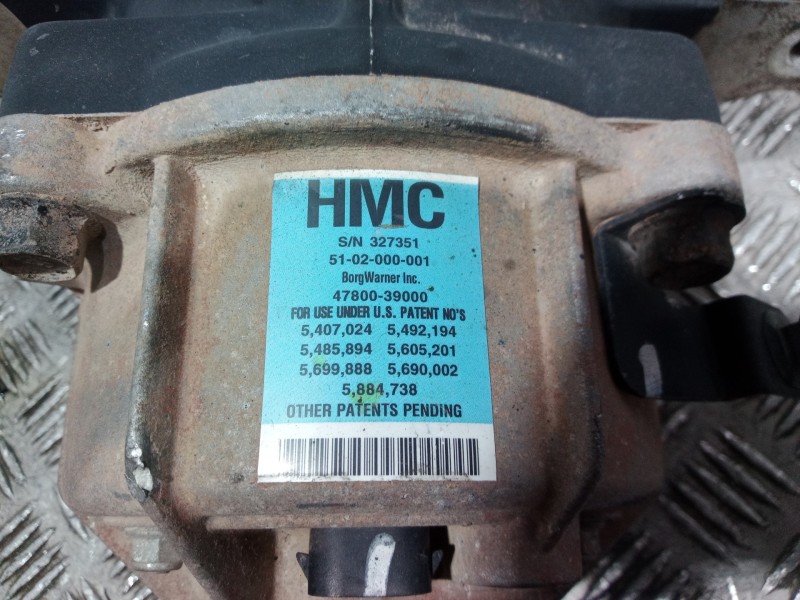 HMC
S/N 327351
51-02-000-001
BorgWarner Inc.
47800-39000
FOR USE UNDER U.S. PATENT NO'S
5,407,024 5,492,194
5,485,894 5,605,201
5,699,888 5,690,002
5,884,738
OTHER PATENTS PENDING